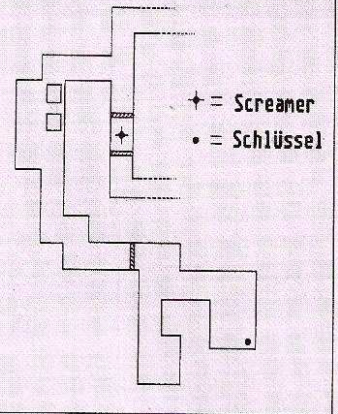 = Screamer
= Schlüssel